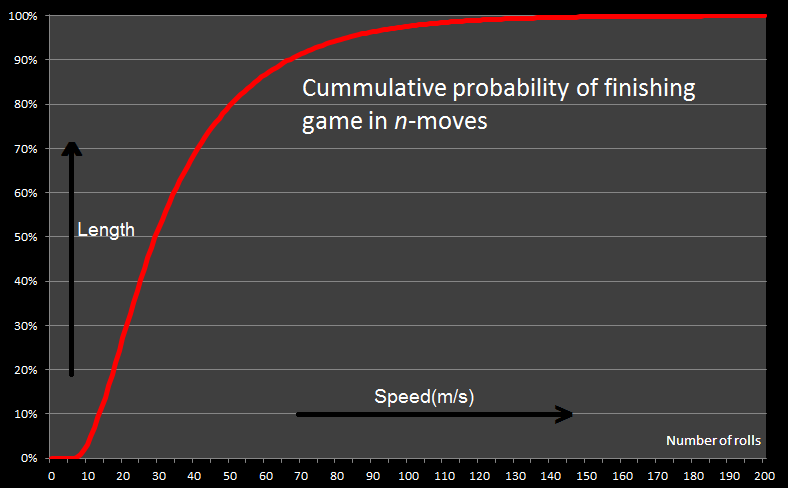 100%
90%
Cummulative probability of finishing
80%
game in n-moves
70%
60%
Length
50%
40%
30%
20%
Speed(m/s)
10%
Number of rolls
0%
0 10 20 30 40 50 60 70 80 90 100 110 120 130 140 150 160 170 180 190 200